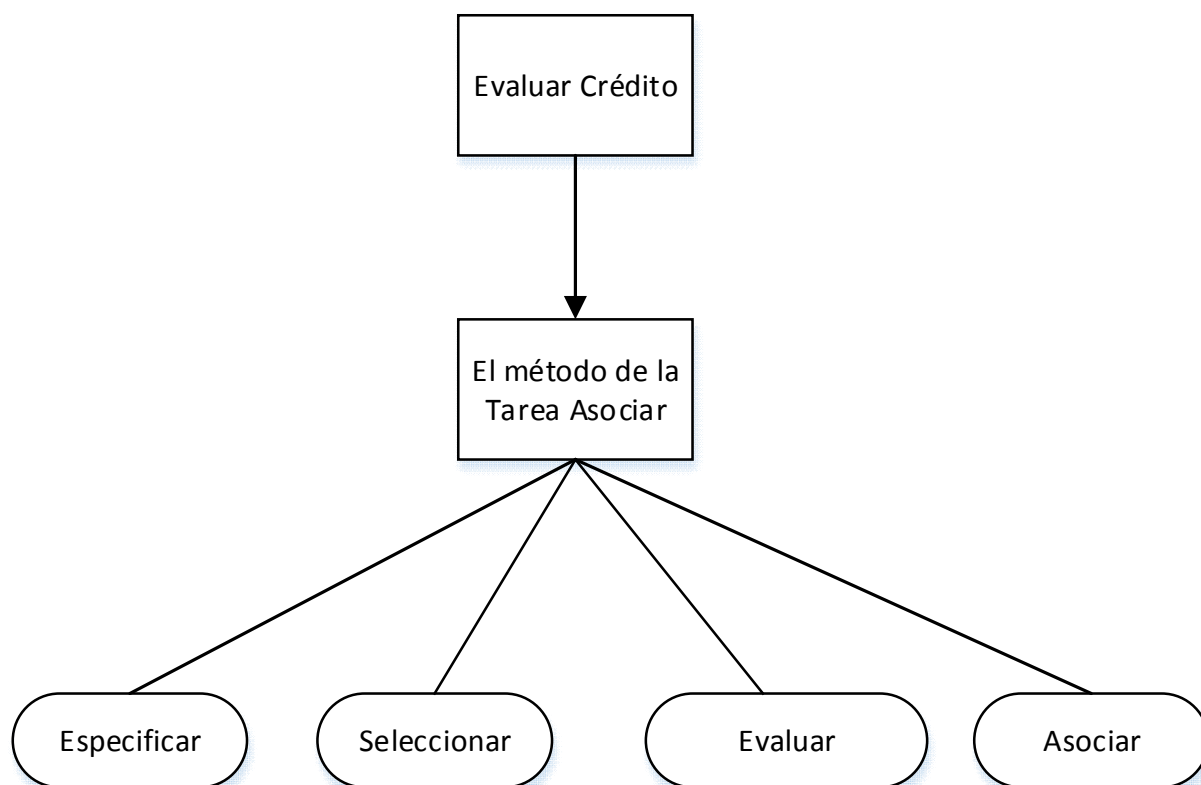 Evaluar Crédito
El método de la
Tarea Asociar
Especificar
Seleccionar
Evaluar
Asociar